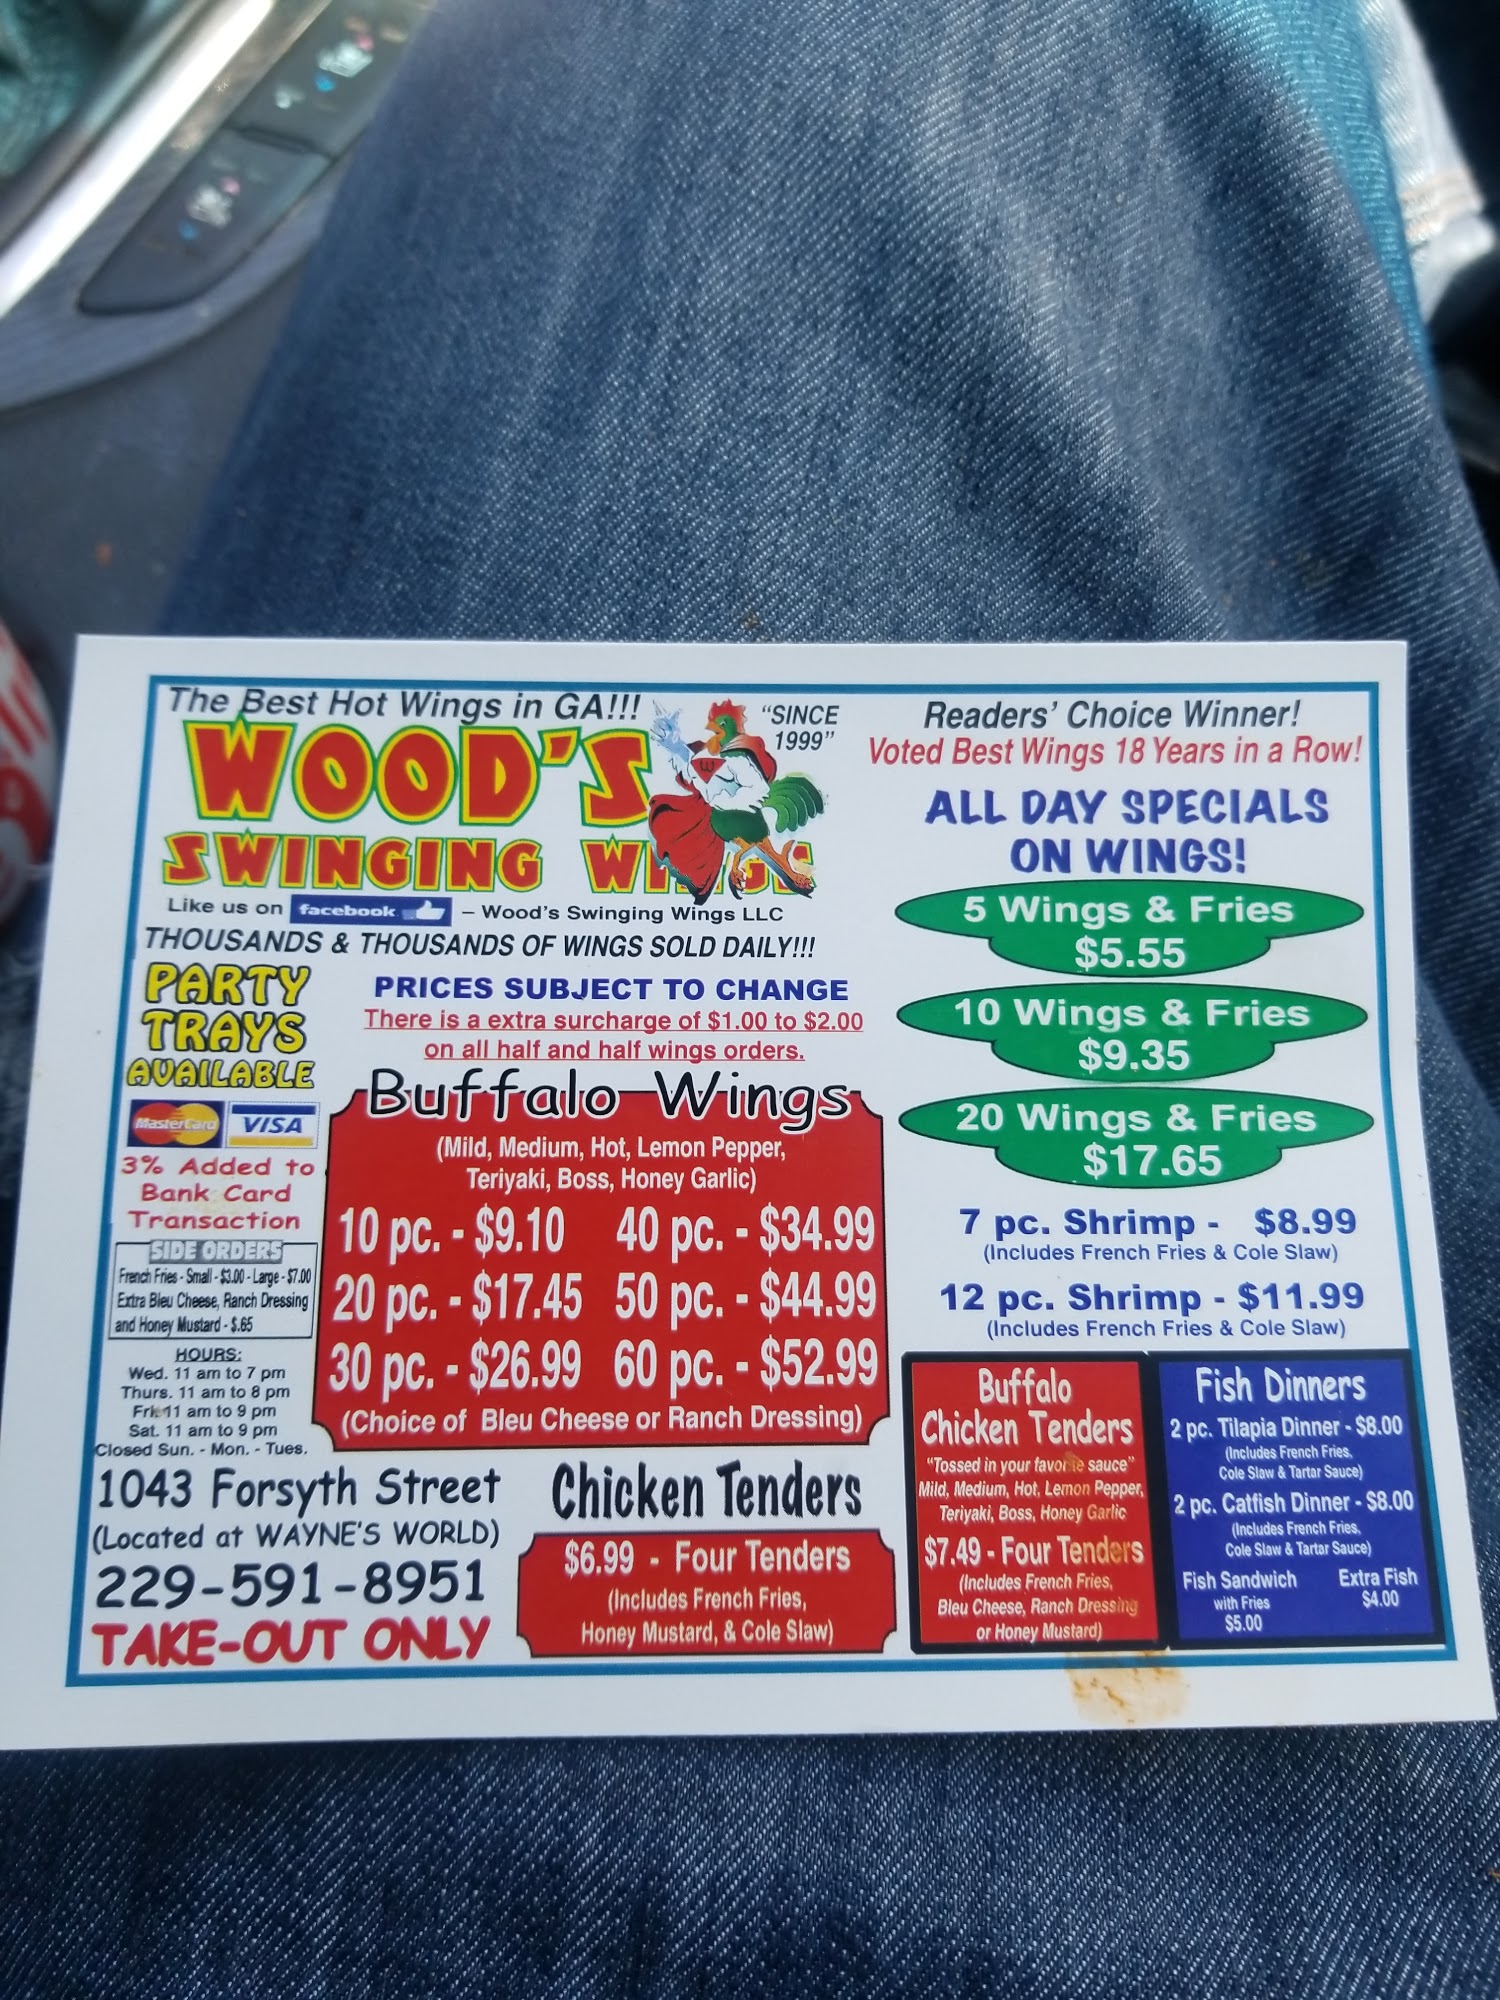 The Best Hot Wings in GA!!!
WOOD'S
SWINGING WINGS
"SINCE
1999"
W
Like us on facebook – Wood's Swinging Wings LLC
THOUSANDS & THOUSANDS OF WINGS SOLD DAILY!!!
PARTY
TRAYS
AVAILABLE
MasterCard VISA
3% Added to
Bank Card
Transaction
SIDE ORDERS
French Fries - Small - $3.00 - Large - $7.00
Extra Bleu Cheese, Ranch Dressing
and Honey Mustard - $.65
HOURS:
Wed. 11 am to 7 pm
Thurs. 11 am to 8 pm
Fri. 11 am to 9 pm
Sat. 11 am to 9 pm
Closed Sun. - Mon. - Tues.
1043 Forsyth Street
(Located at WAYNE'S WORLD)
229-591-8951
TAKE-OUT ONLY
PRICES SUBJECT TO CHANGE
There is a extra surcharge of $1.00 to $2.00
on all half and half wings orders.
Buffalo Wings
(Mild, Medium, Hot, Lemon Pepper,
Teriyaki, Boss, Honey Garlic)
10 pc. - $9.10 40 pc. - $34.99
20 pc. - $17.45 50 pc. - $44.99
30 pc. - $26.99 60 pc. - $52.99
(Choice of Bleu Cheese or Ranch Dressing)
Chicken Tenders
$6.99 - Four Tenders
(Includes French Fries,
Honey Mustard, & Cole Slaw)
Readers' Choice Winner!
Voted Best Wings 18 Years in a Row!
ALL DAY SPECIALS
ON WINGS!
5 Wings & Fries
$5.55
10 Wings & Fries
$9.35
20 Wings & Fries
$17.65
7 pc. Shrimp - $8.99
(Includes French Fries & Cole Slaw)
12 pc. Shrimp - $11.99
(Includes French Fries & Cole Slaw)
Buffalo
Chicken Tenders
"Tossed in your favorite sauce"
Mild, Medium, Hot, Lemon Pepper,
Teriyaki, Boss, Honey Garlic
$7.49 - Four Tenders
(Includes French Fries,
Bleu Cheese, Ranch Dressing
or Honey Mustard)
Fish Dinners
2 pc. Tilapia Dinner - $8.00
(Includes French Fries,
Cole Slaw & Tartar Sauce)
2 pc. Catfish Dinner - $8.00
(Includes French Fries,
Cole Slaw & Tartar Sauce)
Fish Sandwich
with Fries
$5.00
Extra Fish
$4.00